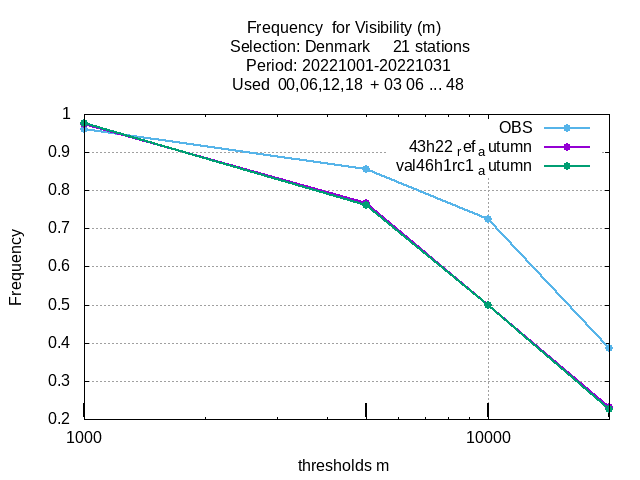 Frequency  for Visibility (m)
Selection: Denmark     21 stations
Period: 20221001-20221031
Used  00,06,12,18  + 03 06 ... 48
OBS
43h22 ref a utumn
val46h1rc1 a utumn
1
0.9
0.8
0.7
0.6
0.5
0.4
0.3
0.2
Frequency
1000
10000
thresholds m